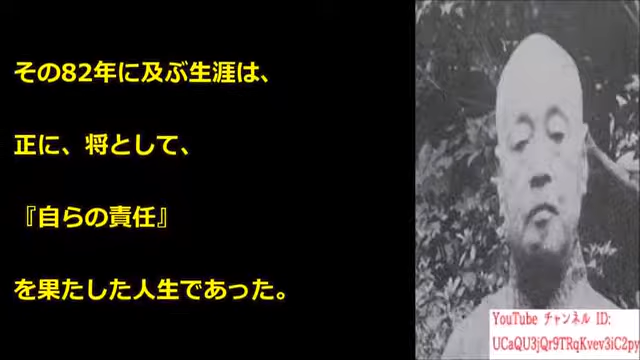 その82年に及ぶ生涯は、
正に、将として、
『自らの責任』
を果たした人生であった。
YouTube チャンネル ID:
UCaQU3jQr9TRqKvev3iC2py